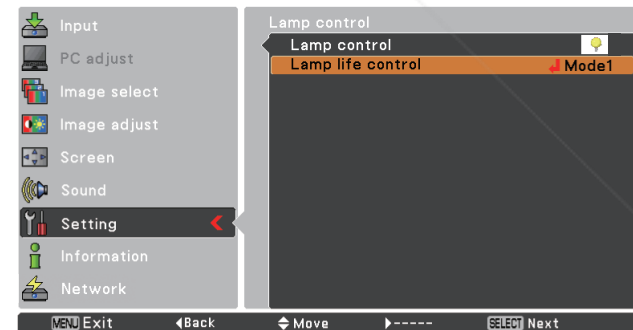 Input
PC adjust
Image select
Image adjust
Screen
Sound
Setting
Information
Network
Lamp control
Lamp control
Lamp life control Mode1
MENU Exit Back Move ----- SELECT Next